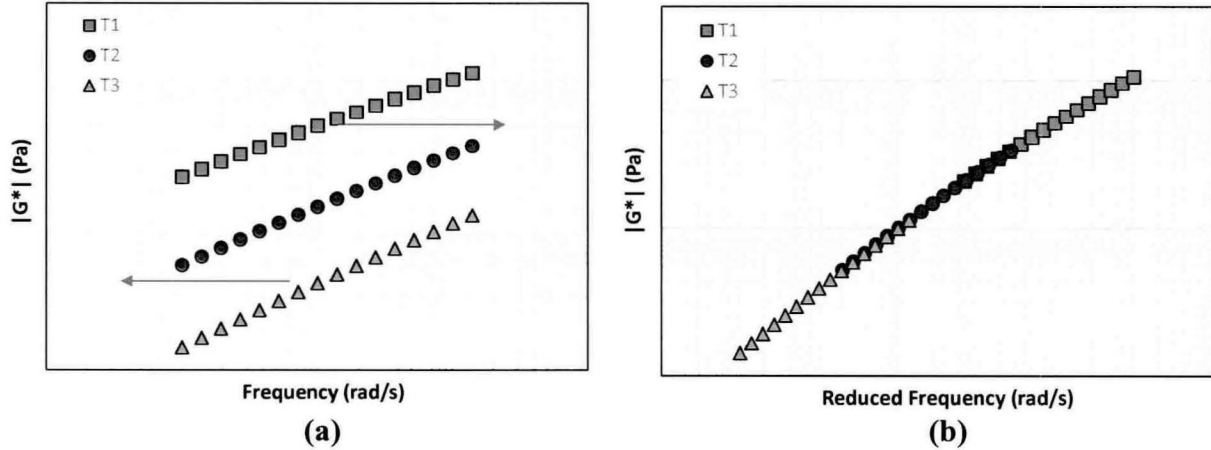 T1
T2
T3
|G*| (Pa)
Frequency (rad/s)
(a)
T1
T2
T3
|G*| (Pa)
Reduced Frequency (rad/s)
(b)